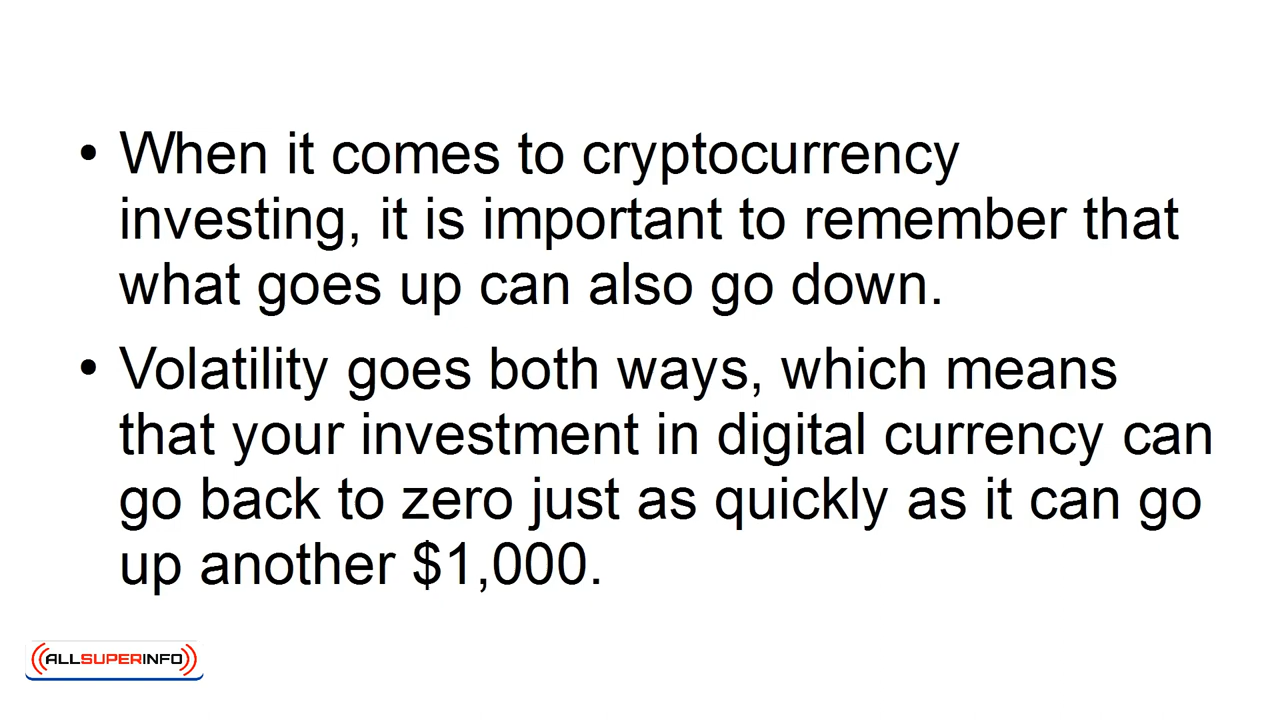 • When it comes to cryptocurrency
investing, it is important to remember that
what goes up can also go down.
• Volatility goes both ways, which means
that your investment in digital currency can
go back to zero just as quickly as it can go
up another $1,000.
ALLSUPERINFO